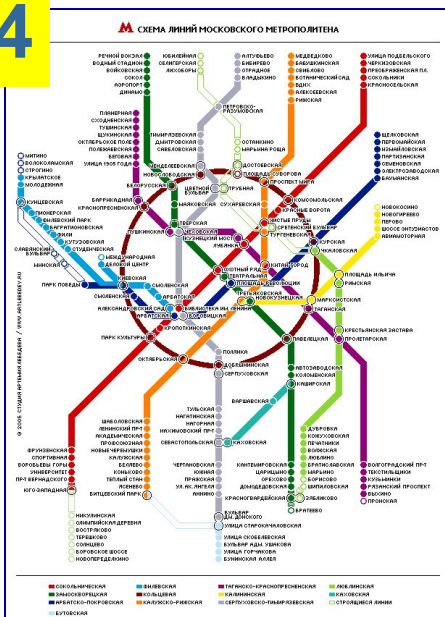 4
М СХЕМА ЛИНИЙ МОСКОВСКОГО МЕТРОПОЛИТЕНА
РЕЧНОЙ ВОКЗАЛ
ВОДНЫЙ СТАДИОН
ВОЙКОВСКАЯ
СОКОЛ
АЭРОПОРТ
ДИНАМО
ЮБИЛЕЙНАЯ
СЕЛИГЕРСКАЯ
ЛИХОБОРЫ
АЛТУФЬЕВО
БИБИРЕВО
ОТРАДНОЕ
ВЛАДЫКИНО
МЕДВЕДКОВО
БАБУШКИНСКАЯ
СВИБЛОВО
БОТАНИЧЕСКИЙ САД
ВДНХ
АЛЕКСЕЕВСКАЯ
РИЖСКАЯ
УЛИЦА ПОДБЕЛЬСКОГО
ЧЕРКИЗОВСКАЯ
ПРЕОБРАЖЕНСКАЯ ПЛ.
СОКОЛЬНИКИ
КРАСНОСЕЛЬСКАЯ
ПЕТРОВСКО-
РАЗУМОВСКАЯ
ПЛАНЕРНАЯ
СХОДНЕНСКАЯ
ТУШИНСКАЯ
ЩУКИНСКАЯ
ОКТЯБРЬСКОЕ ПОЛЕ
ПОЛЕЖАЕВСКАЯ
БЕГОВАЯ
УЛИЦА 1905 ГОДА
ТИМИРЯЗЕВСКАЯ
ДМИТРОВСКАЯ
САВЕЛОВСКАЯ
ОСТАНКИНО
МАРЬИНА РОЩА
ЩЕЛКОВСКАЯ
ПЕРВОМАЙСКАЯ
ИЗМАЙЛОВСКАЯ
ПАРТИЗАНСКАЯ
СЕМЕНОВСКАЯ
ЭЛЕКТРОЗАВОДСКАЯ
БАУМАНСКАЯ
МИТИНО
ВОЛОКОЛАМСКАЯ
СТРОГИНО
КРЫЛАТСКОЕ
МОЛОДЕЖНАЯ
МЕНДЕЛЕЕВСКАЯ
НОВОСЛОБОДСКАЯ
ДОСТОЕВСКАЯ
ПЛОЩАДЬ СУВОРОВА
ПРОСПЕКТ МИРА
БЕЛОРУССКАЯ
ЦВЕТНОЙ
БУЛЬВАР
ТРУБНАЯ
КОМСОМОЛЬСКАЯ
КУНЦЕВСКАЯ
ПИОНЕРСКАЯ
ФИЛЕВСКИЙ ПАРК
БАГРАТИОНОВСКАЯ
ФИЛИ
КУТУЗОВСКАЯ
СТУДЕНЧЕСКАЯ
СЛАВЯНСКИЙ
БУЛЬВАР
МИНСКАЯ
БАРРИКАДНАЯ
КРАСНОПРЕСНЕНСКАЯ
МАЯКОВСКАЯ
СУХАРЕВСКАЯ
ТВЕРСКАЯ
ЧЕХОВСКАЯ
ПУШКИНСКАЯ
КУЗНЕЦКИЙ МОСТ
ЛУБЯНКА
КРАСНЫЕ ВОРОТА
ЧИСТЫЕ ПРУДЫ
СРЕТЕНСКИЙ БУЛЬВАР
ТУРГЕНЕВСКАЯ
КУРСКАЯ
ЧКАЛОВСКАЯ
НОВОКОСИНО
НОВОГИРЕЕВО
ПЕРОВО
ШОССЕ ЭНТУЗИАСТОВ
АВИАМОТОРНАЯ
МЕЖДУНАРОДНАЯ
ДЕЛОВОЙ ЦЕНТР
ОХОТНЫЙ РЯД
ТЕАТРАЛЬНАЯ
КИТАЙ-ГОРОД
ПЛОЩАДЬ РЕВОЛЮЦИИ
ПЛОЩАДЬ ИЛЬИЧА
РИМСКАЯ
ПАРК ПОБЕДЫ
КИЕВСКАЯ
СМОЛЕНСКАЯ
СМОЛЕНСКАЯ
АРБАТСКАЯ
АРБАТСКАЯ
АЛЕКСАНДРОВСКИЙ САД
БИБЛИОТЕКА ИМ. ЛЕНИНА
БОРОВИЦКАЯ
ТРЕТЬЯКОВСКАЯ
НОВОКУЗНЕЦКАЯ
МАРКСИСТСКАЯ
ТАГАНСКАЯ
КРОПОТКИНСКАЯ
ПАРК КУЛЬТУРЫ
ПАВЕЛЕЦКАЯ
КРЕСТЬЯНСКАЯ ЗАСТАВА
ПРОЛЕТАРСКАЯ
ОКТЯБРЬСКАЯ
ПОЛЯНКА
ДОБРЫНИНСКАЯ
СЕРПУХОВСКАЯ
АВТОЗАВОДСКАЯ
КОЛОМЕНСКАЯ
КАШИРСКАЯ
ВАРШАВСКАЯ
ТУЛЬСКАЯ
НАГАТИНСКАЯ
НАГОРНАЯ
НАХИМОВСКИЙ ПР-Т
СЕВАСТОПОЛЬСКАЯ
КАХОВСКАЯ
ШАБОЛОВСКАЯ
ЛЕНИНСКИЙ ПР-Т
АКАДЕМИЧЕСКАЯ
ПРОФСОЮЗНАЯ
НОВЫЕ ЧЕРЕМУШКИ
КАЛУЖСКАЯ
БЕЛЯЕВО
КОНЬКОВО
ТЕПЛЫЙ СТАН
ЯСЕНЕВО
БИТЦЕВСКИЙ ПАРК
ФРУНЗЕНСКАЯ
СПОРТИВНАЯ
ВОРОБЬЕВЫ ГОРЫ
УНИВЕРСИТЕТ
ПР-Т ВЕРНАДСКОГО
ЮГО-ЗАПАДНАЯ
ЧЕРТАНОВСКАЯ
ЮЖНАЯ
ПРАЖСКАЯ
УЛ. АК. ЯНГЕЛЯ
АННИНО
КАНТЕМИРОВСКАЯ
ЦАРИЦЫНО
ОРЕХОВО
ДОМОДЕДОВСКАЯ
КРАСНОГВАРДЕЙСКАЯ
БРАТЕЕВО
ДУБРОВКА
КОЖУХОВСКАЯ
ПЕЧАТНИКИ
ВОЛЖСКАЯ
ЛЮБЛИНО
БРАТИСЛАВСКАЯ
МАРЬИНО
БОРИСОВО
ШИПИЛОВСКАЯ
ЗЯБЛИКОВО
ВОЛГОГРАДСКИЙ ПР-Т
ТЕКСТИЛЬЩИКИ
КУЗЬМИНКИ
РЯЗАНСКИЙ ПРОСПЕКТ
ВЫХИНО
ПРОНСКАЯ
НИКУЛИНСКАЯ
ОЛИМПИЙСКАЯ ДЕРЕВНЯ
ВОСТРЯКОВО
ТЕРЕШКОВО
СОЛНЦЕВО
БОРОВСКОЕ ШОССЕ
НОВОПЕРЕДЕЛКИНО
БУЛЬВАР
ДМ. ДОНСКОГО
УЛИЦА СТАРОКАЧАЛОВСКАЯ
УЛИЦА СКОБЕЛЕВСКАЯ
БУЛЬВАР АДМ. УШАКОВА
УЛИЦА ГОРЧАКОВА
БУНИНСКАЯ АЛЛЕЯ
© 2005 СТУДИЯ АРТЕМИЯ ЛЕБЕДЕВА / WWW.ARTLEBEDEV.RU
СОКОЛЬНИЧЕСКАЯ
ФИЛЕВСКАЯ
ТАГАНСКО-КРАСНОПРЕСНЕНСКАЯ
ЛЮБЛИНСКАЯ
ЗАМОСКВОРЕЦКАЯ
КОЛЬЦЕВАЯ
КАЛИНИНСКАЯ
КАХОВСКАЯ
АРБАТСКО-ПОКРОВСКАЯ
КАЛУЖСКО-РИЖСКАЯ
СЕРПУХОВСКО-ТИМИРЯЗЕВСКАЯ
СТРОЯЩИЕСЯ ЛИНИИ
БУТОВСКАЯ